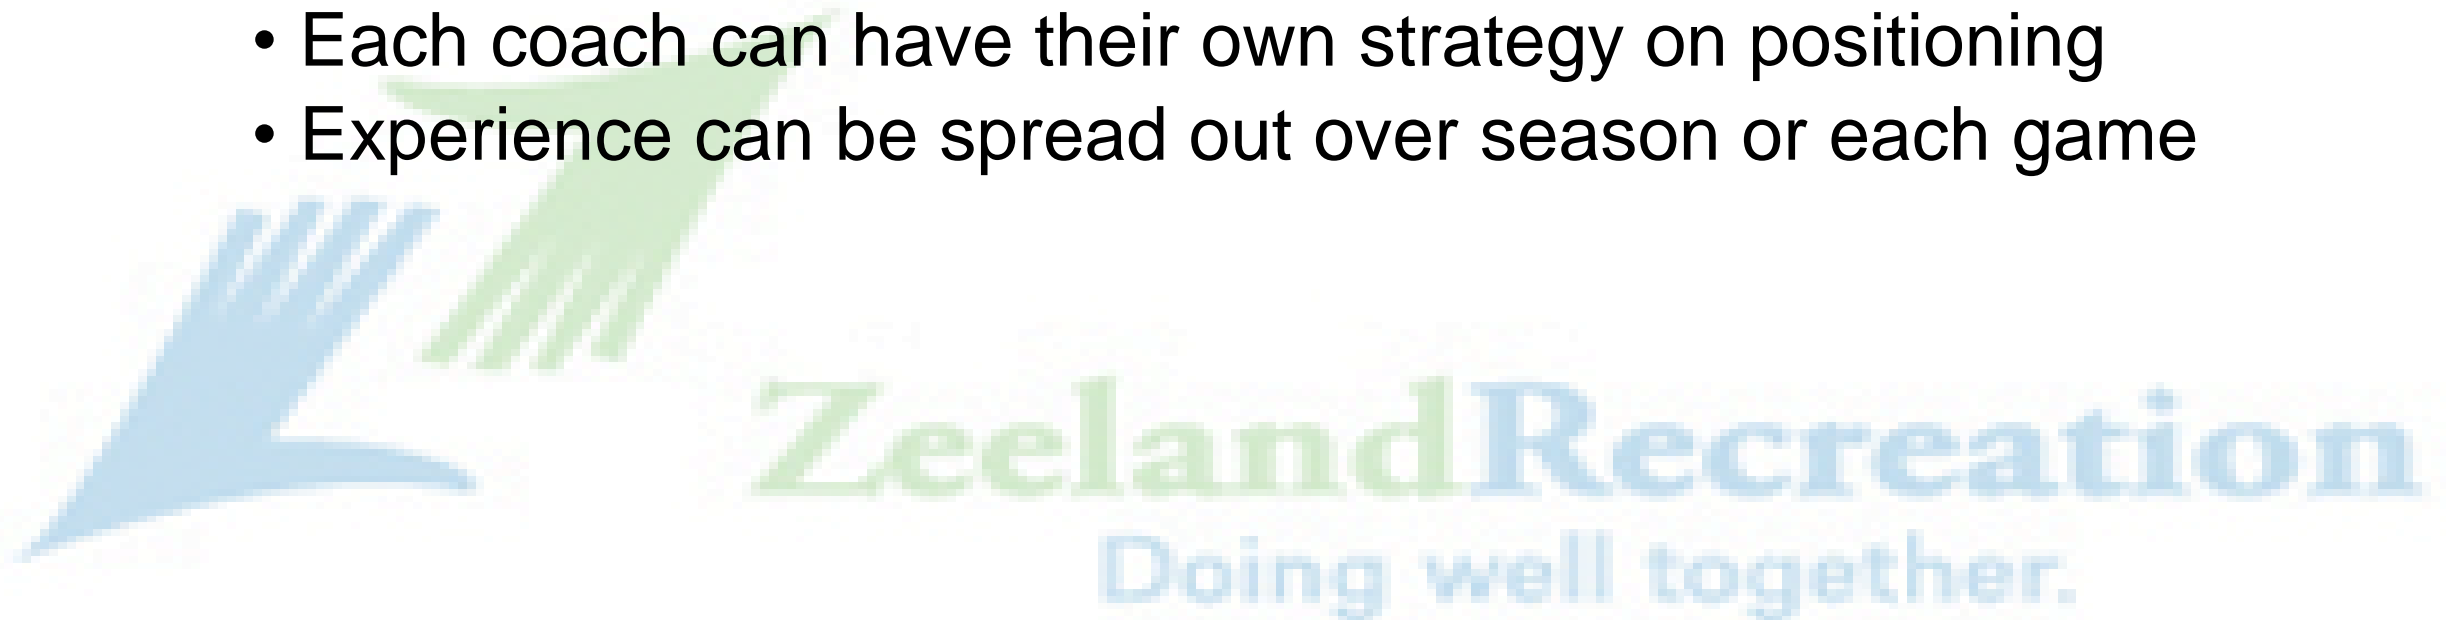 • Each coach can have their own strategy on positioning
• Experience can be spread out over season or each game
ZeelandRecreation
Doing well together.